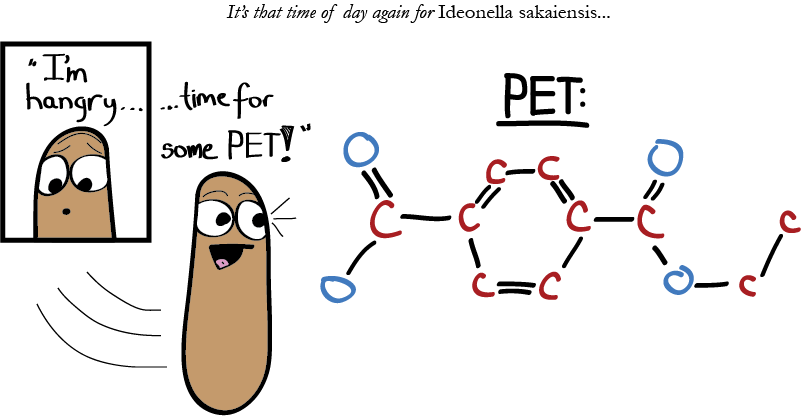 It's that time of day again for Ideonella sakaiensis...
"I'm
hangry...
...time for
some PET!"
PET:
O
O
C
C
C
C
C
C
C
C
O
O
C
C